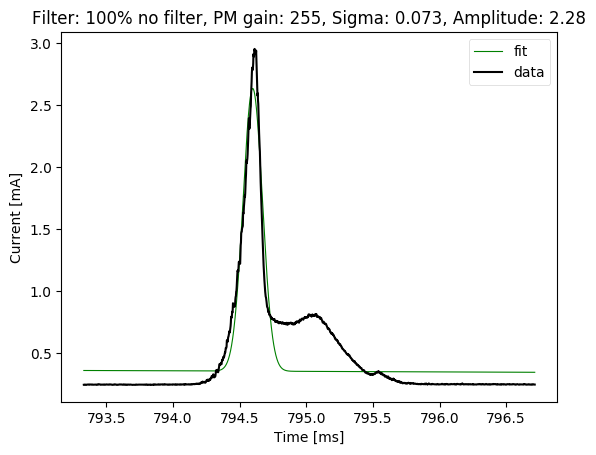 Filter: 100% no filter, PM gain: 255, Sigma: 0.073, Amplitude: 2.28
fit
data
3.0
2.5
2.0
1.5
1.0
0.5
Current [mA]
793.5 794.0 794.5 795.0 795.5 796.0 796.5
Time [ms]